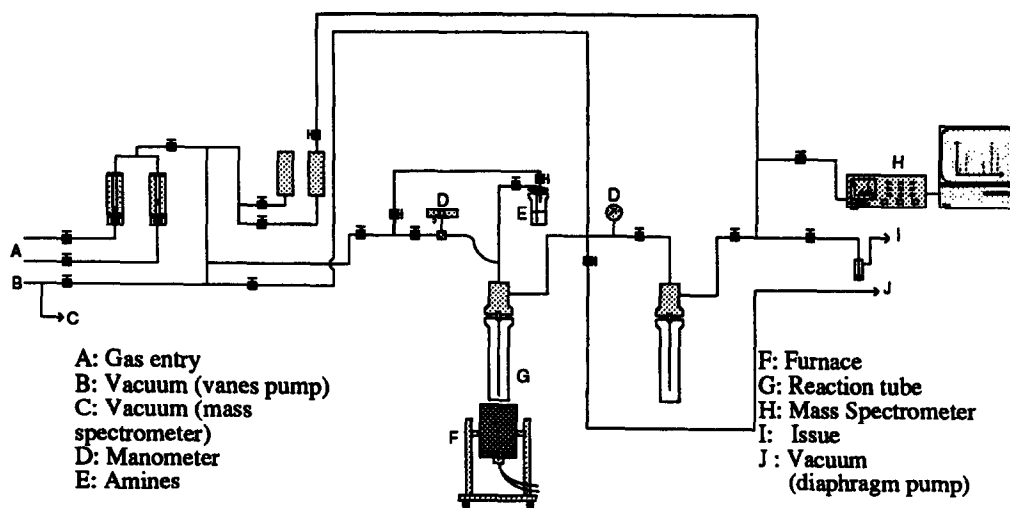 H
D
E
D
A
B
C
G
F
I
J
A: Gas entry
B: Vacuum (vanes pump)
C: Vacuum (mass
spectrometer)
D: Manometer
E: Amines
F: Furnace
G: Reaction tube
H: Mass Spectrometer
I: Issue
J : Vacuum
(diaphragm pump)